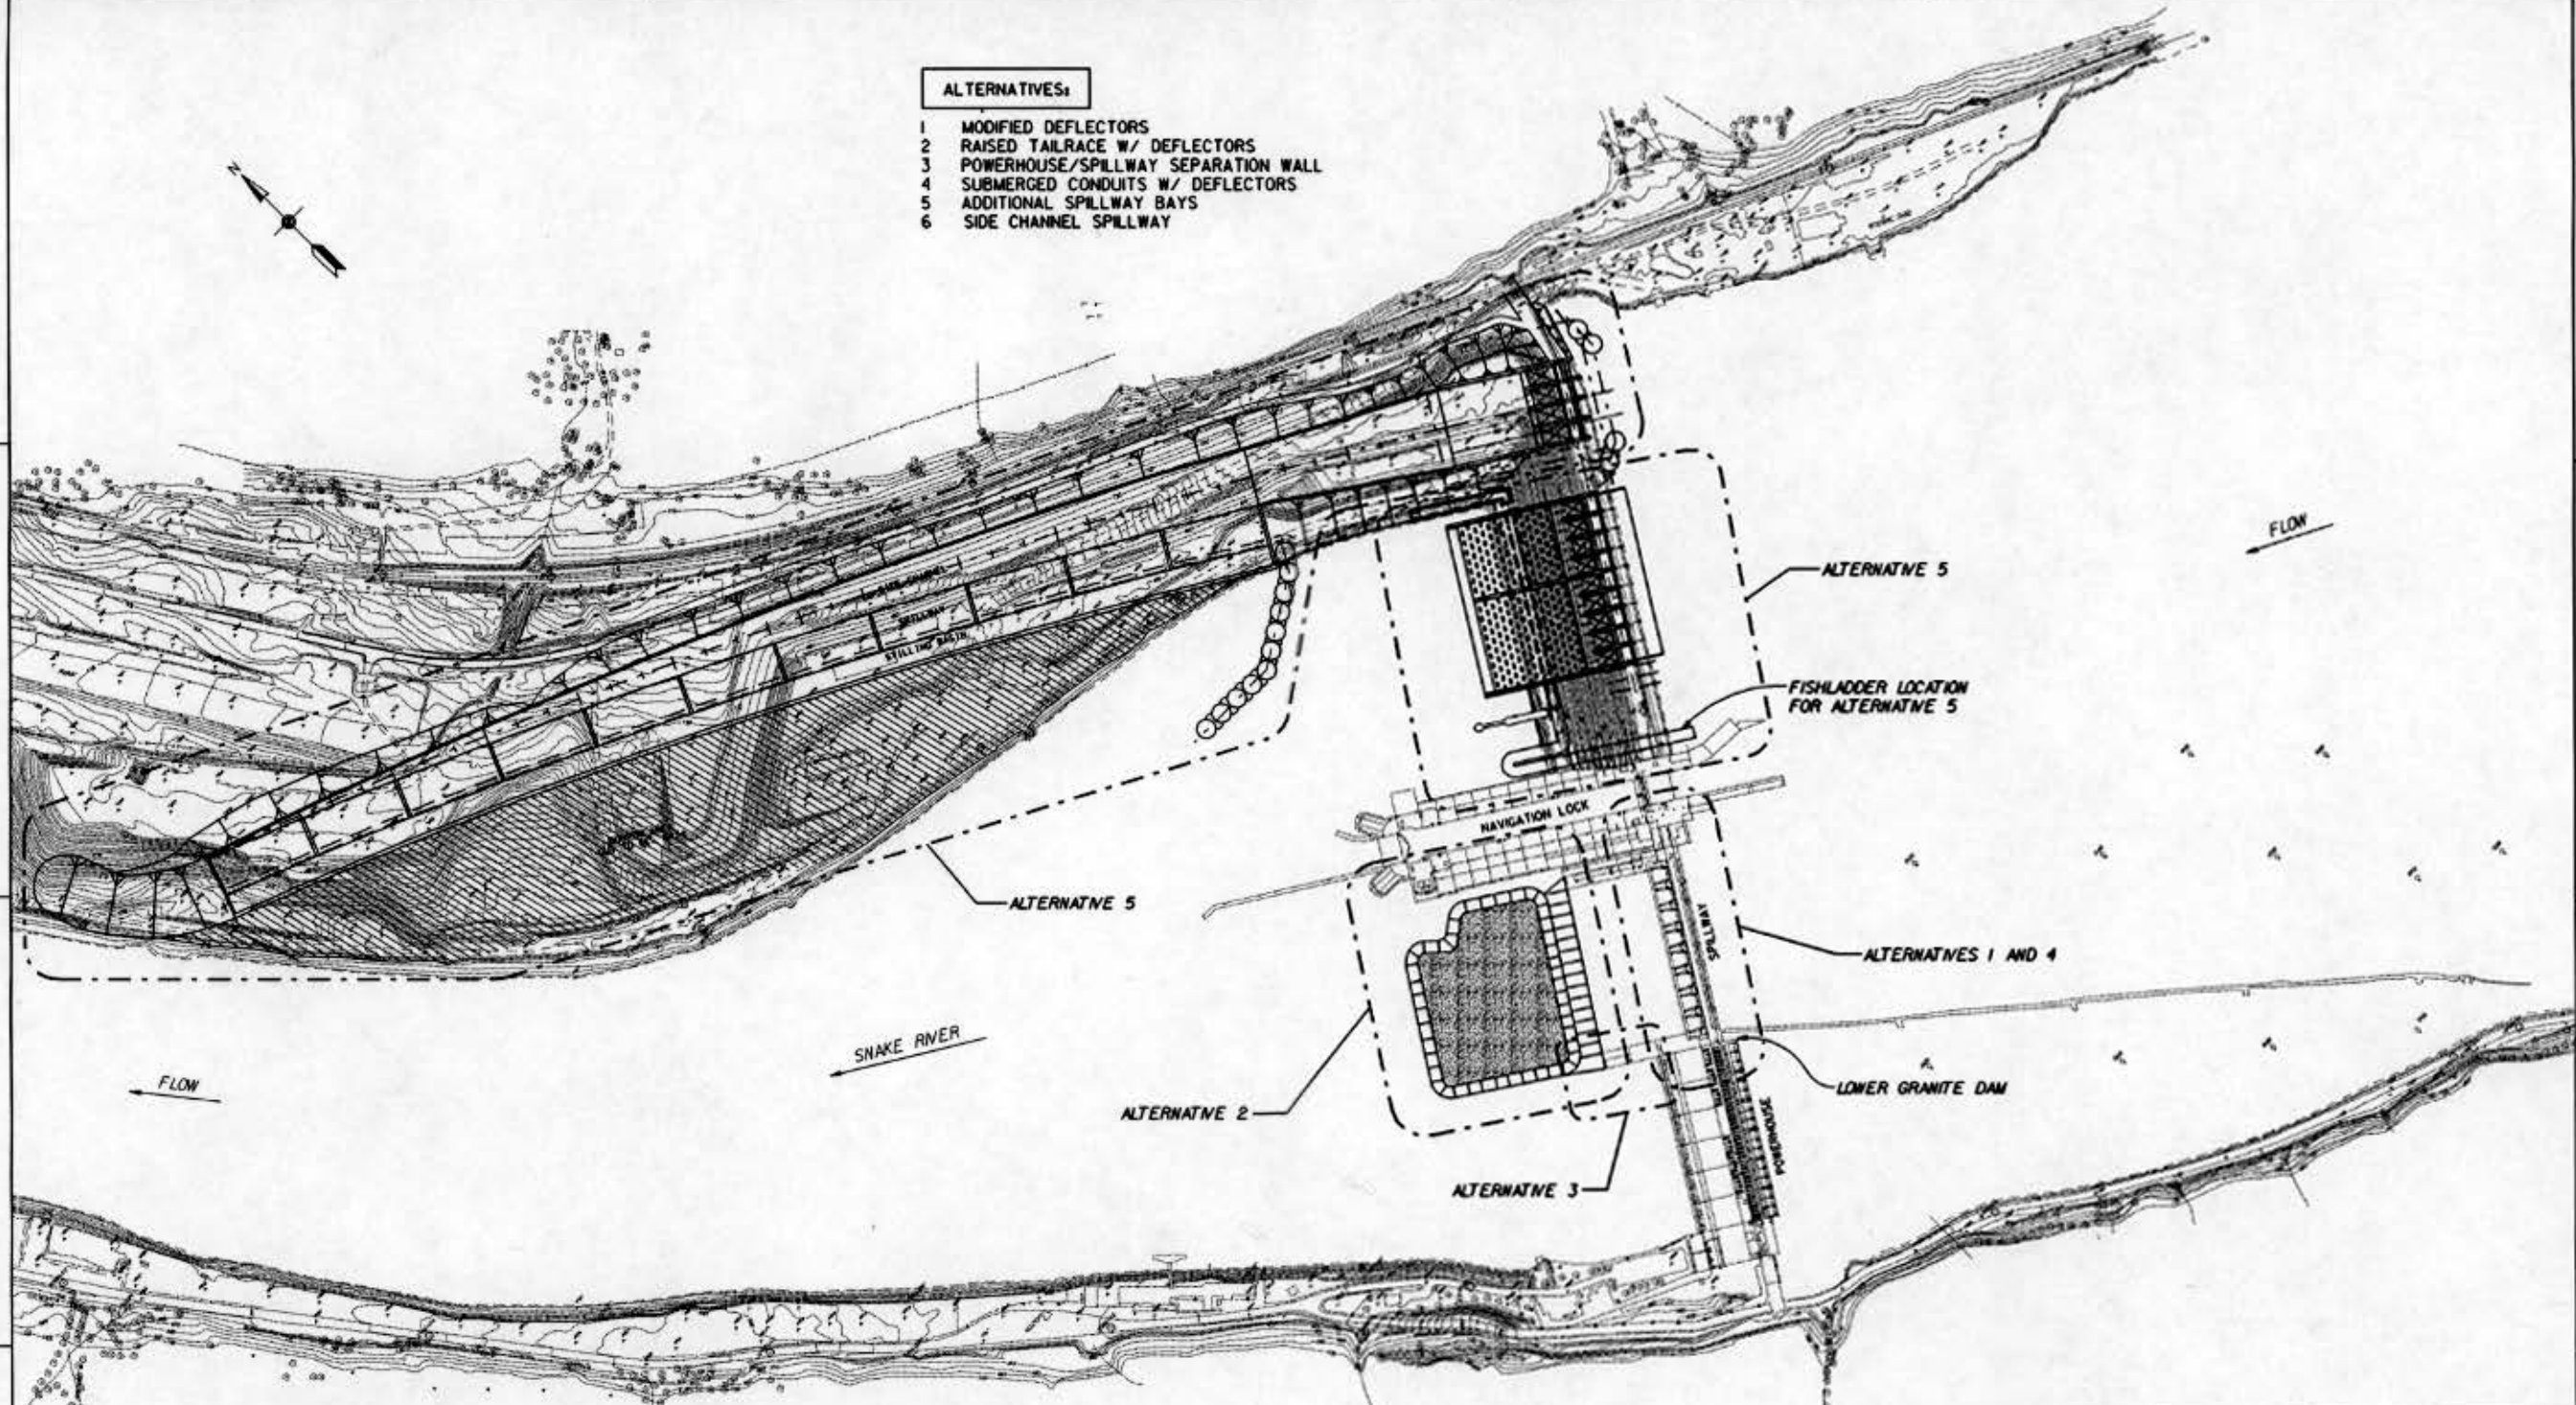 ALTERNATIVES:
1 MODIFIED DEFLECTORS
2 RAISED TAILRACE W/ DEFLECTORS
3 POWERHOUSE/SPILLWAY SEPARATION WALL
4 SUBMERGED CONDUITS W/ DEFLECTORS
5 ADDITIONAL SPILLWAY BAYS
6 SIDE CHANNEL SPILLWAY
N
FLOW
ALTERNATIVE 5
SIDE CHANNEL
SPILLWAY
STILLING BASIN
FISHLADDER LOCATION
FOR ALTERNATIVE 5
NAVIGATION LOCK
ALTERNATIVE 5
SPILLWAY
ALTERNATIVES 1 AND 4
SNAKE RIVER
FLOW
LOWER GRANITE DAM
ALTERNATIVE 2
POWERHOUSE
ALTERNATIVE 3